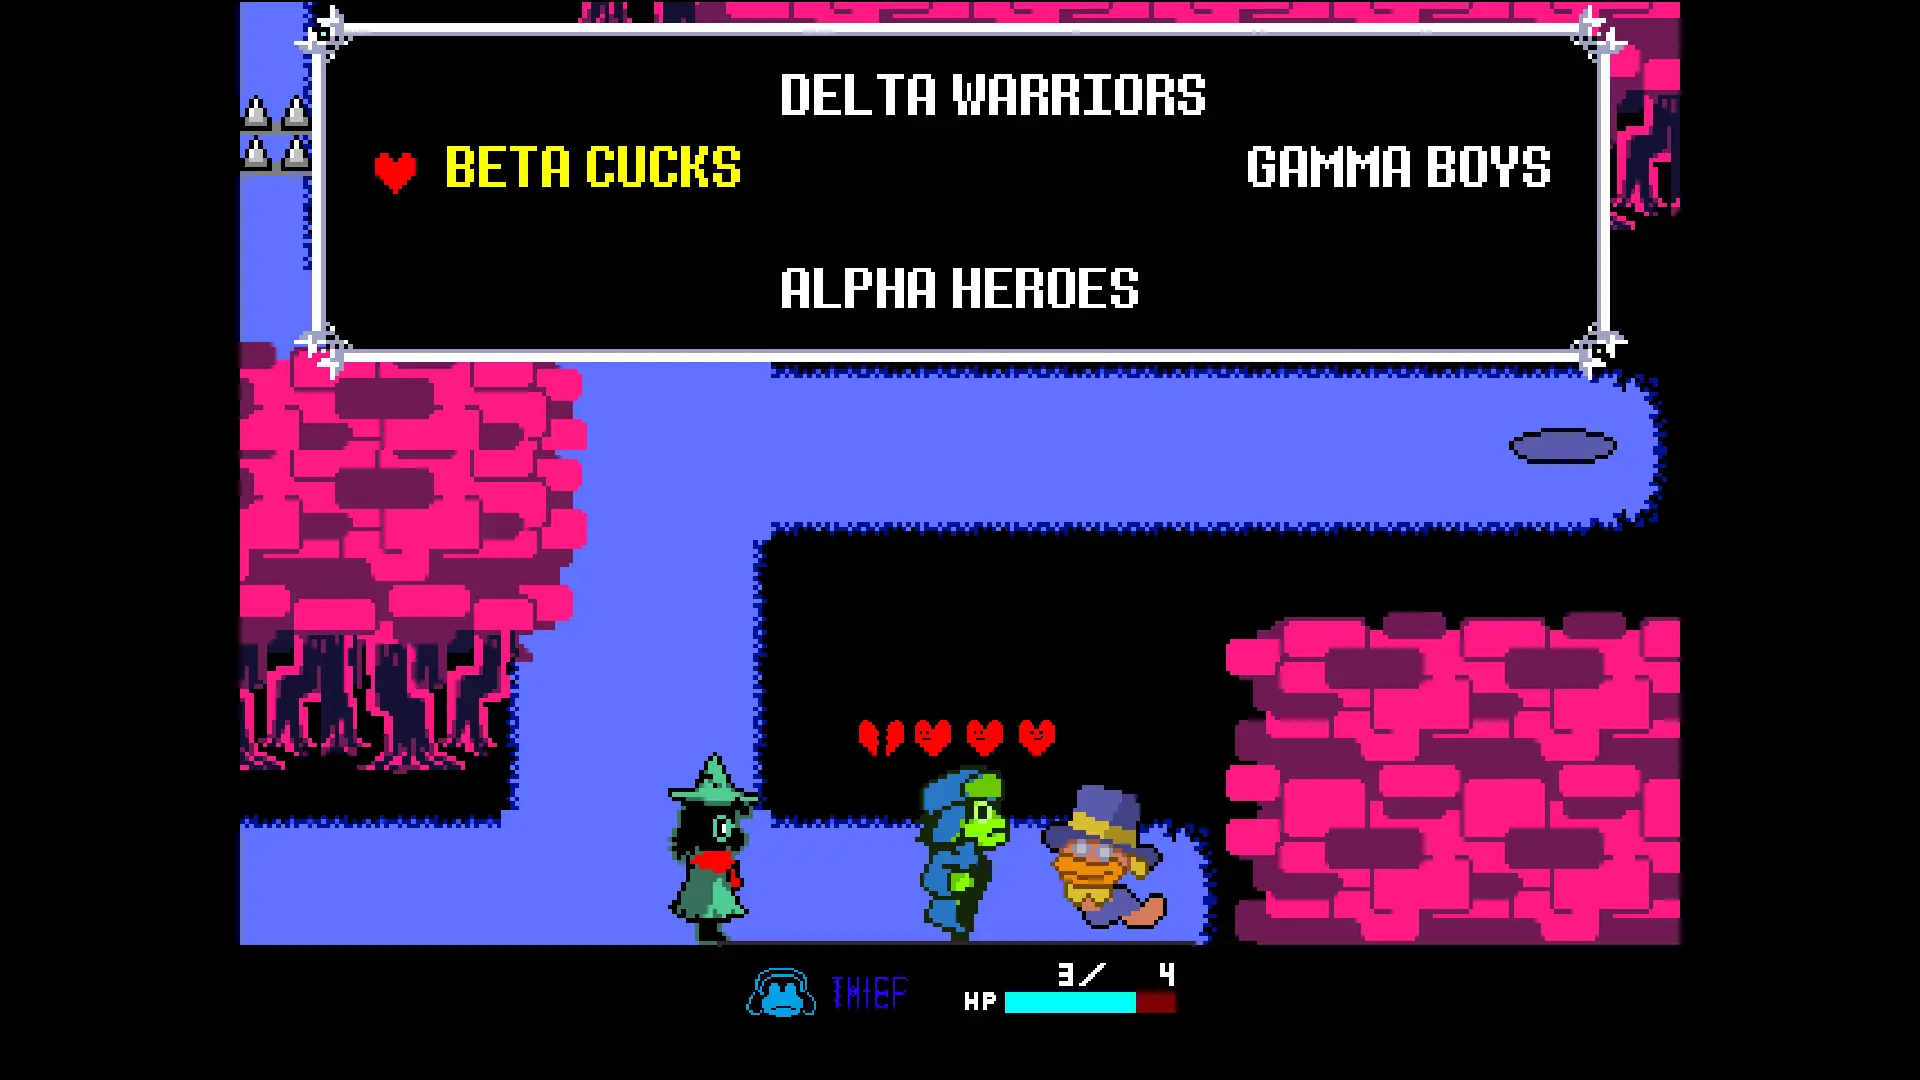 DELTA WARRIORS
BETA CUCKS
GAMMA BOYS
ALPHA HEROES
THIEF
HP 3/ 4